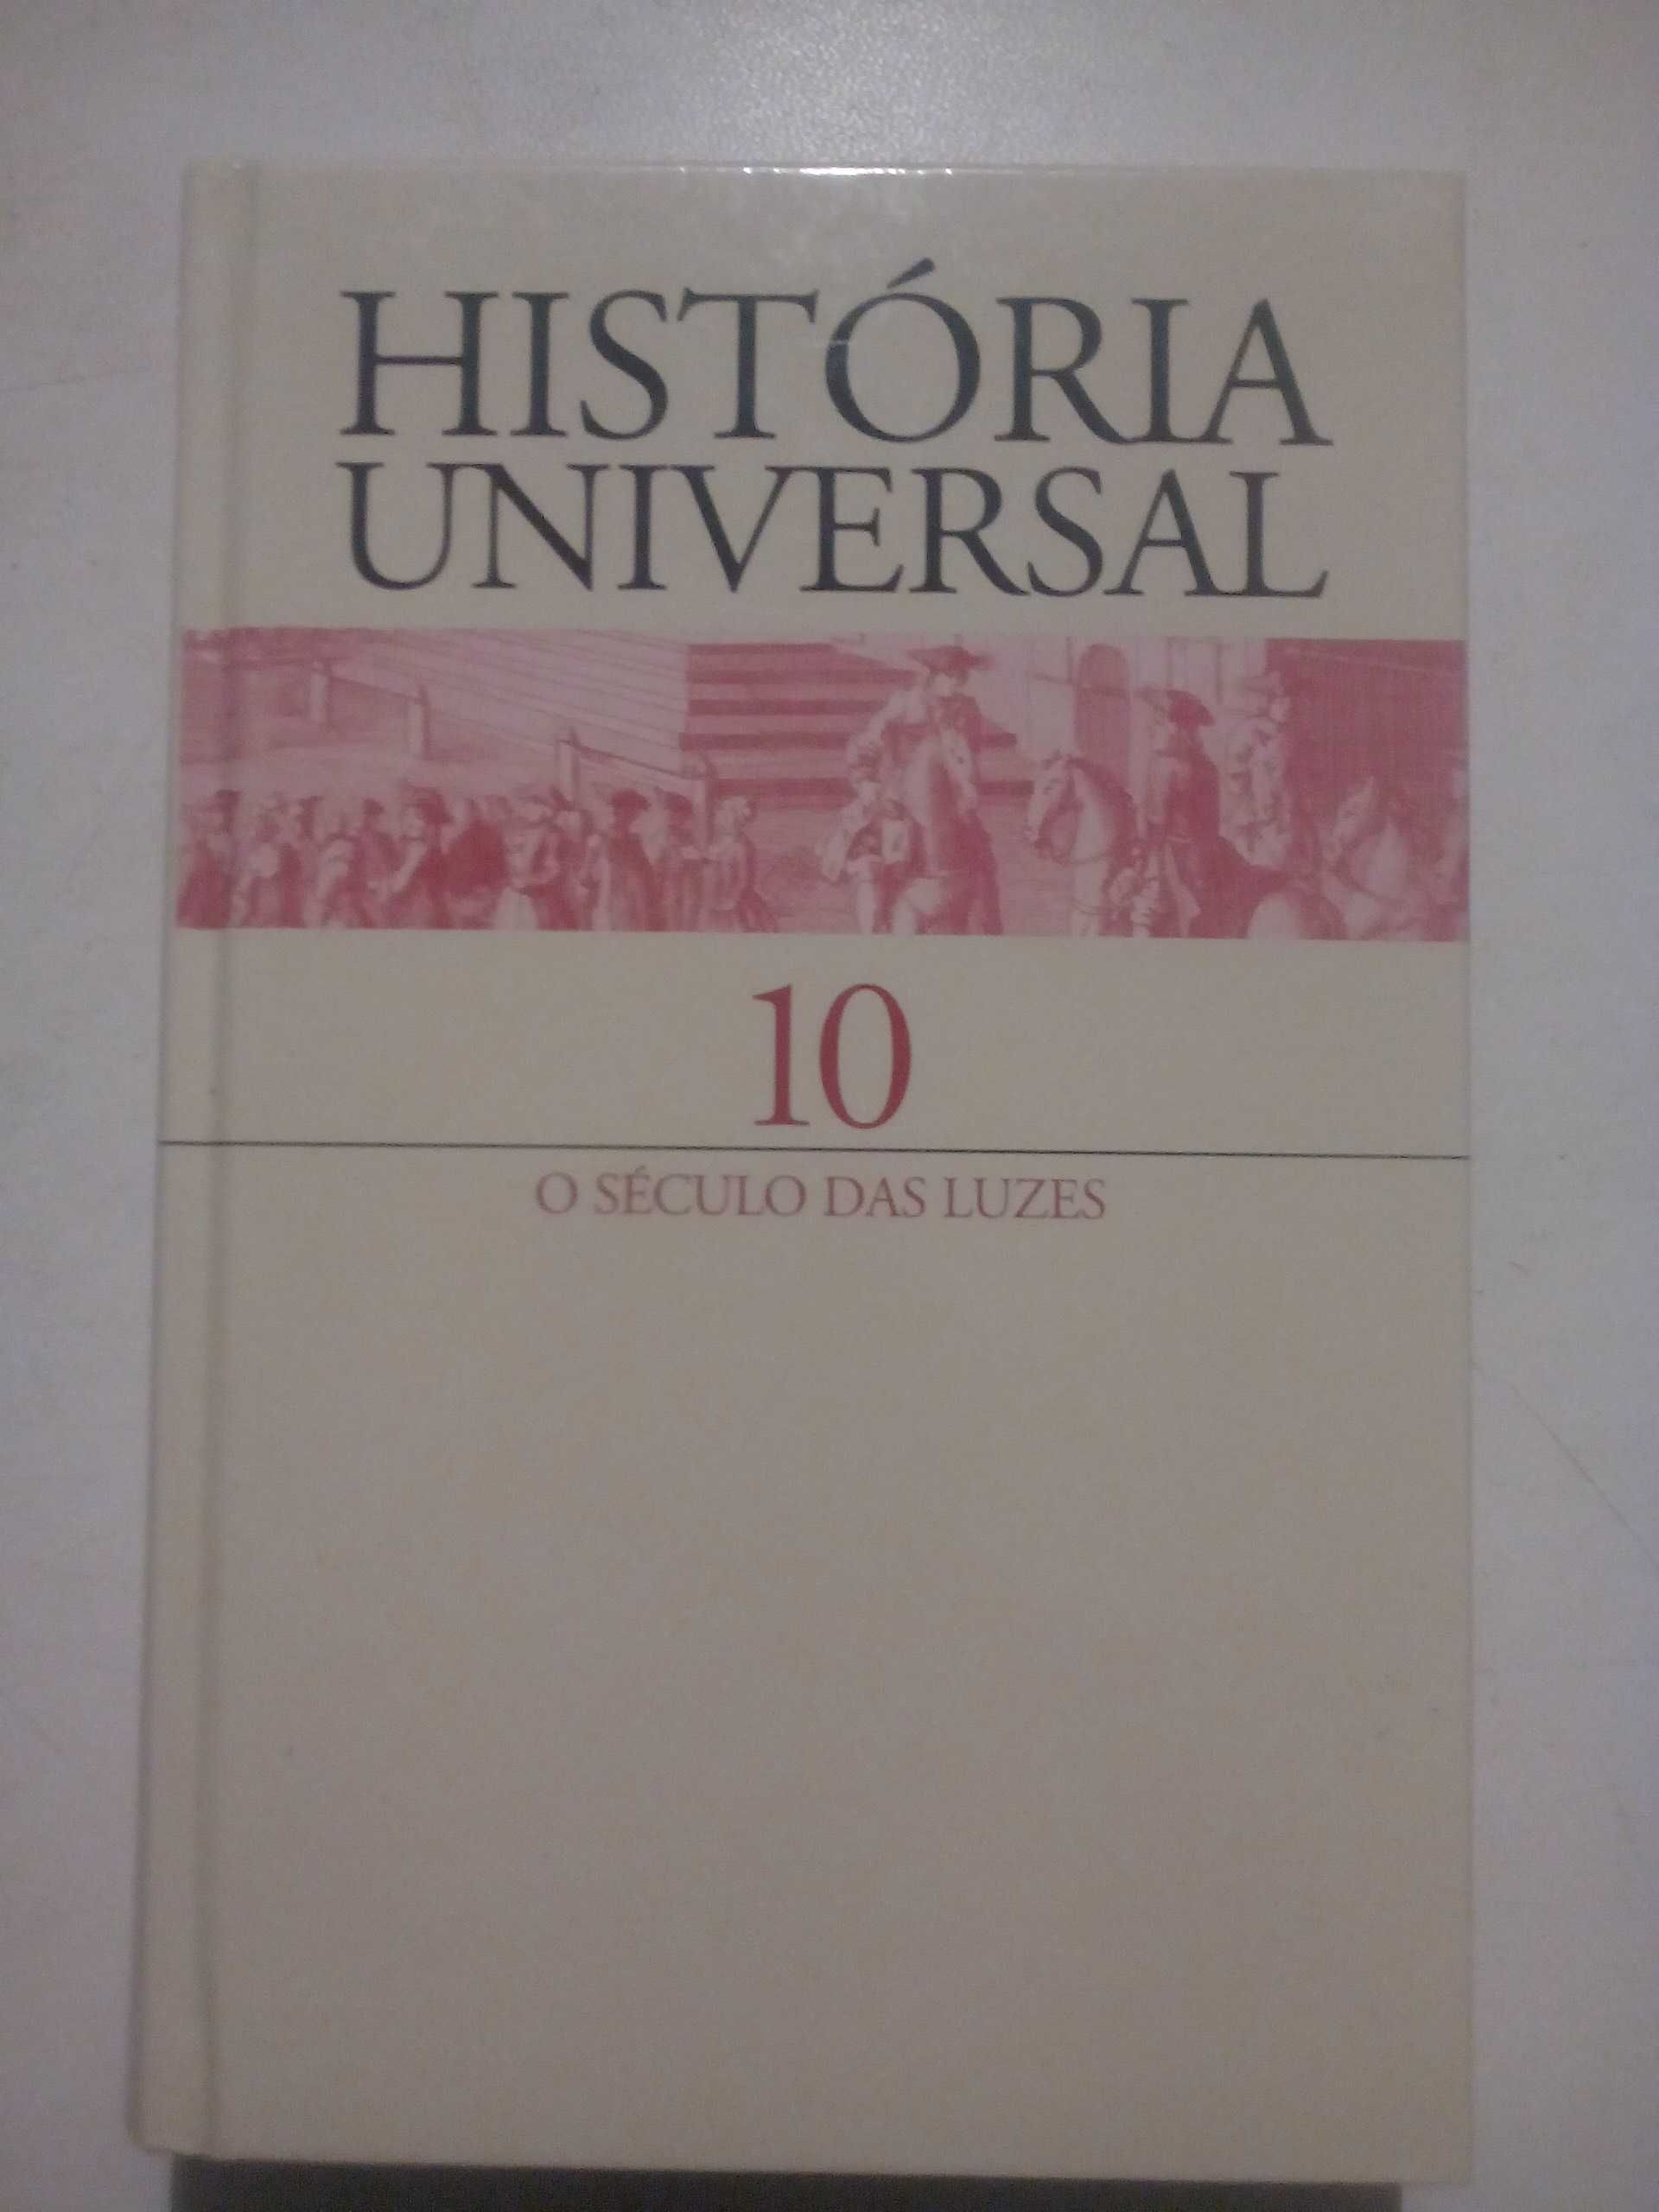 HISTÓRIA
UNIVERSAL
10
O SÉCULO DAS LUZES